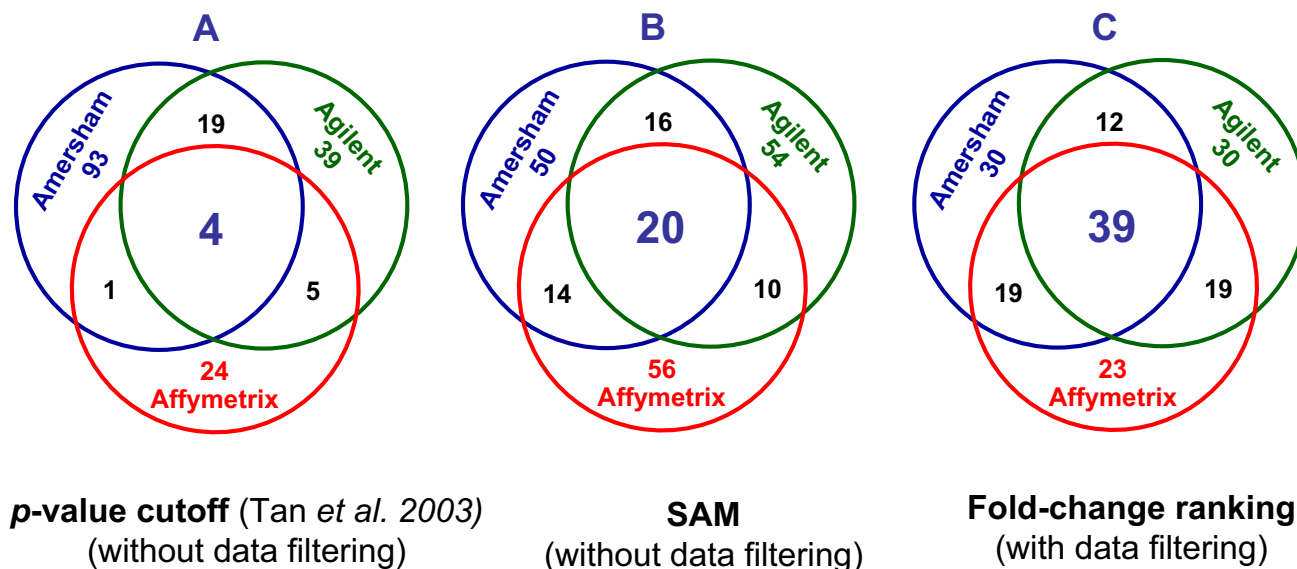 A
Amersham
93
19
Agilent
39
4
1
5
24
Affymetrix
p-value cutoff (Tan et al. 2003)
(without data filtering)
B
Amersham
50
16
Agilent
54
20
14
10
56
Affymetrix
SAM
(without data filtering)
C
Amersham
30
12
Agilent
30
39
19
19
23
Affymetrix
Fold-change ranking
(with data filtering)